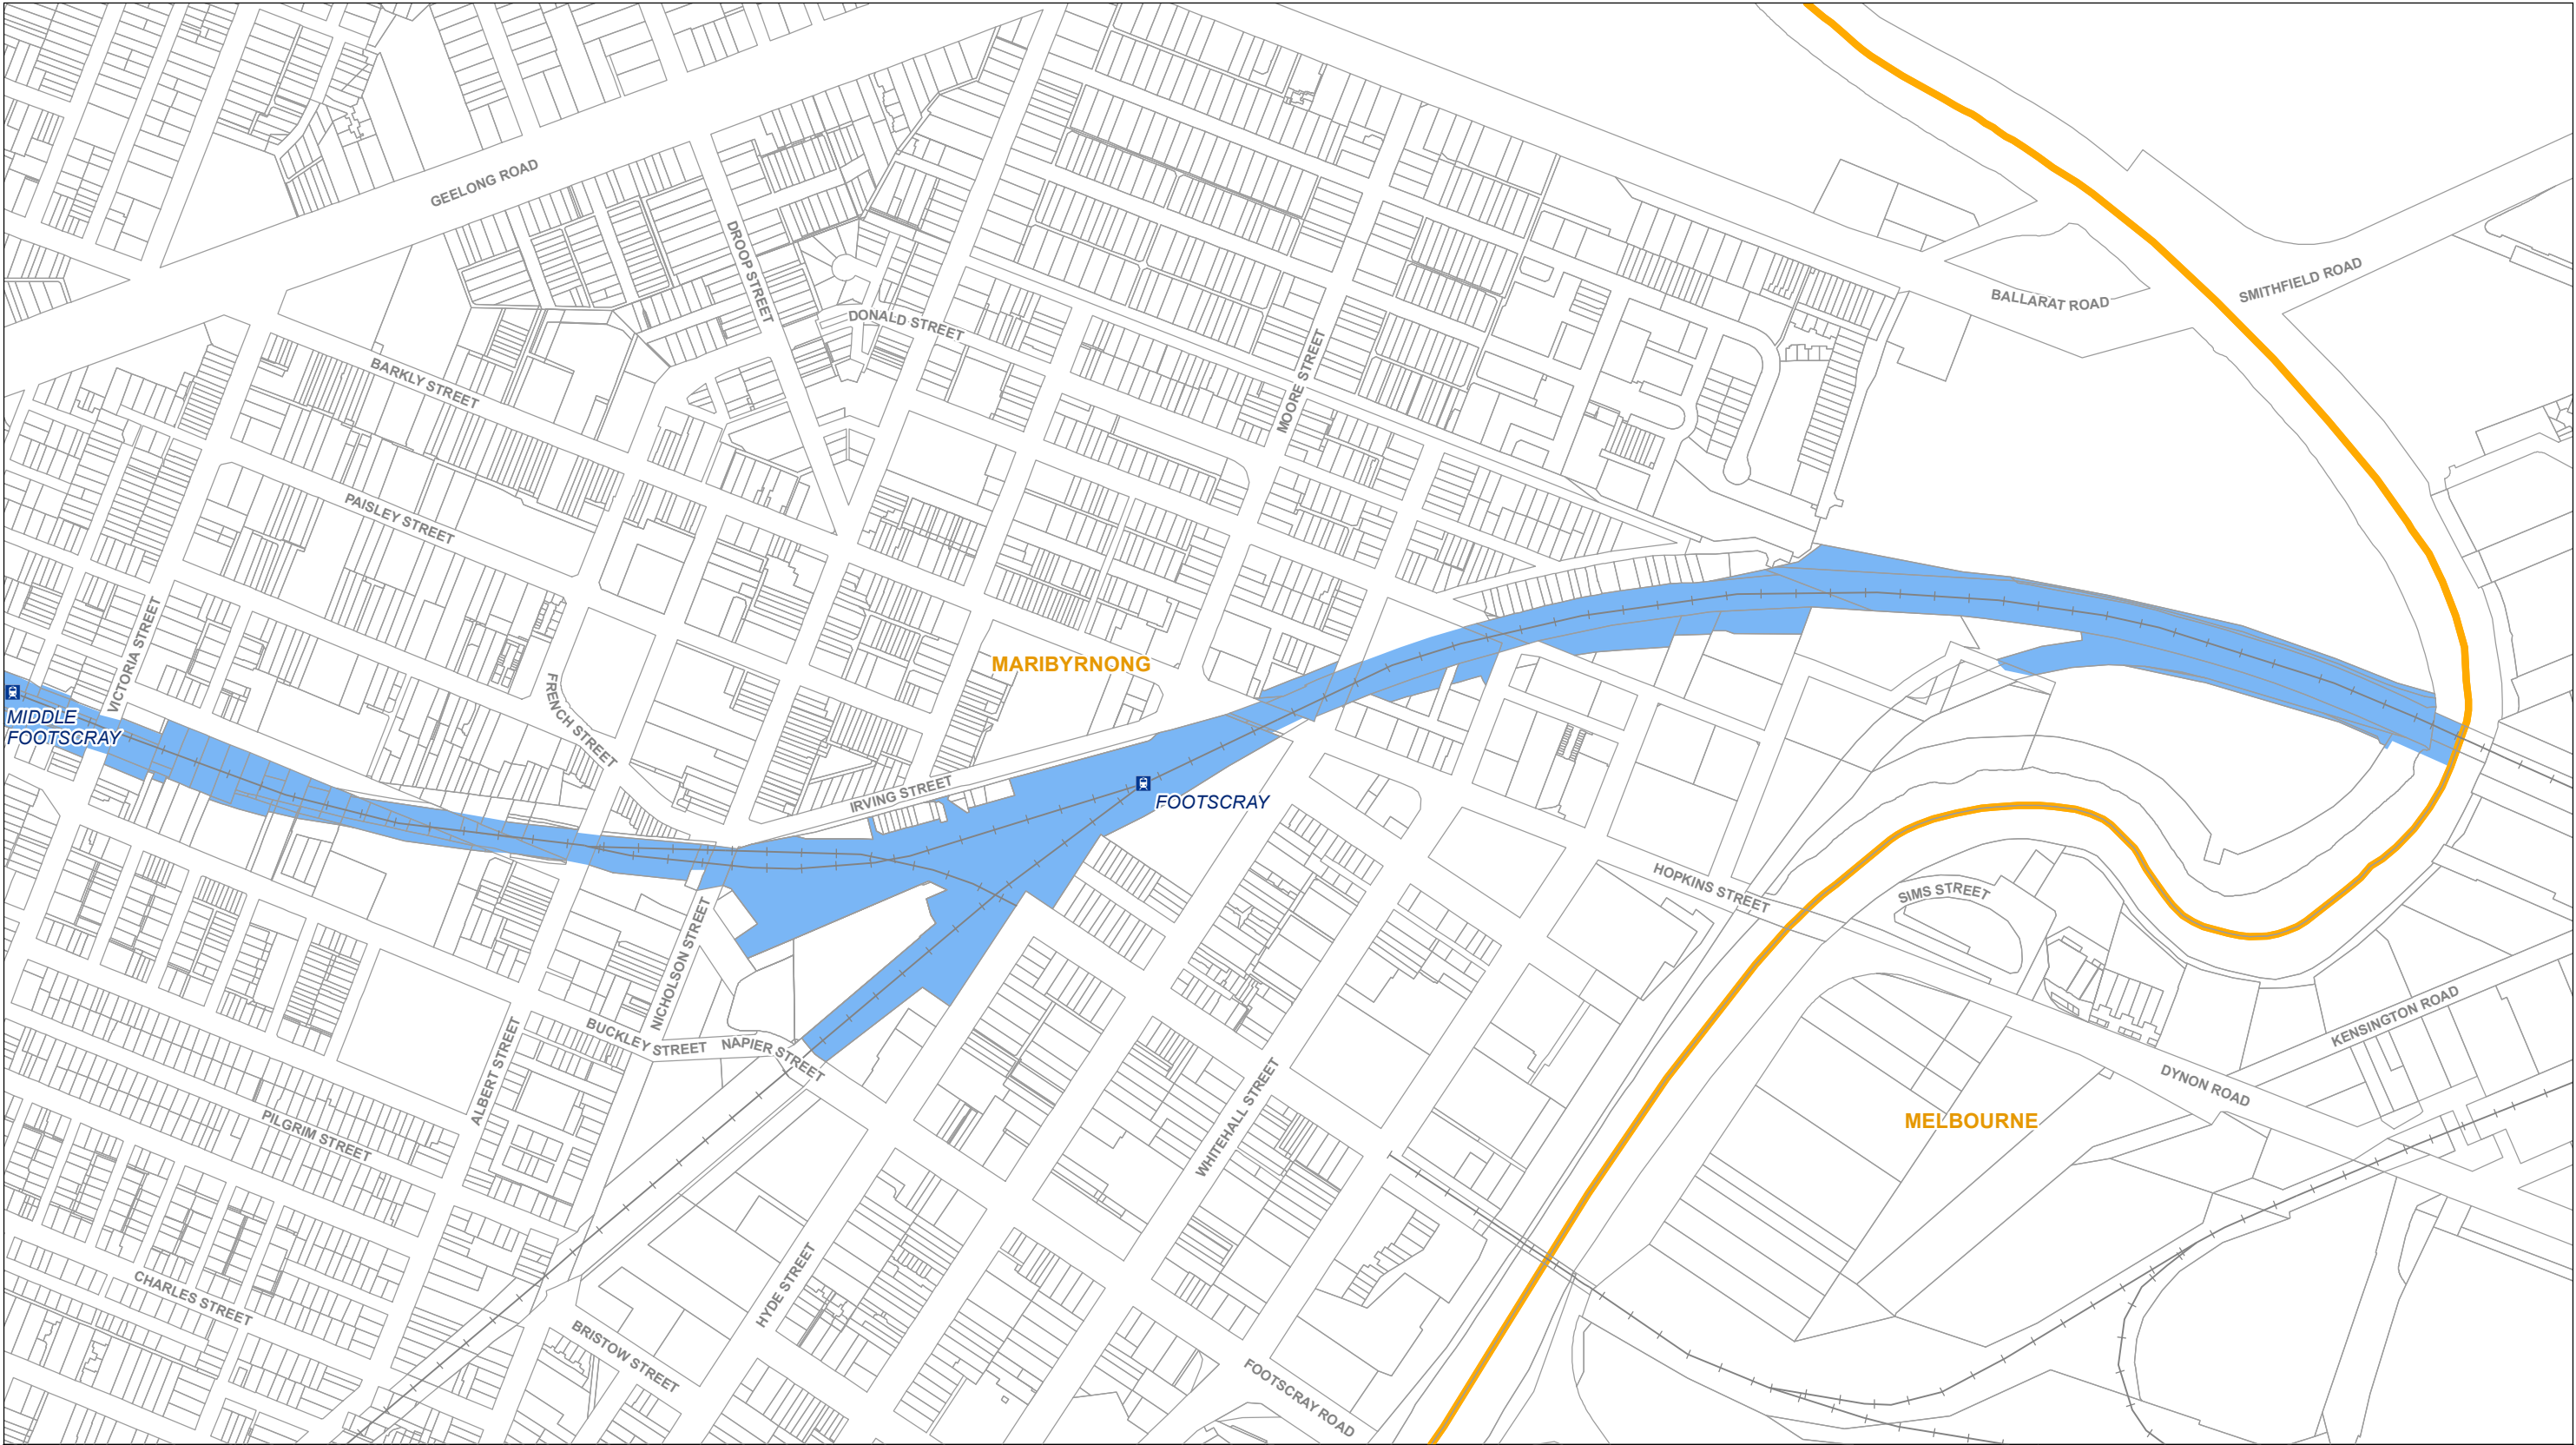 GEELONG ROAD
DROOP STREET
DONALD STREET
BALLARAT ROAD
SMITHFIELD ROAD
BARKLY STREET
MOORE STREET
PAISLEY STREET
VICTORIA STREET
FRENCH STREET
MARIBYRNONG
MIDDLE
FOOTSCRAY
IRVING STREET
FOOTSCRAY
HOPKINS STREET
SIMS STREET
NICHOLSON STREET
BUCKLEY STREET
NAPIER STREET
ALBERT STREET
KENSINGTON ROAD
DYNON ROAD
PILGRIM STREET
WHITEHALL STREET
MELBOURNE
CHARLES STREET
HYDE STREET
BRISTOW STREET
FOOTSCRAY ROAD